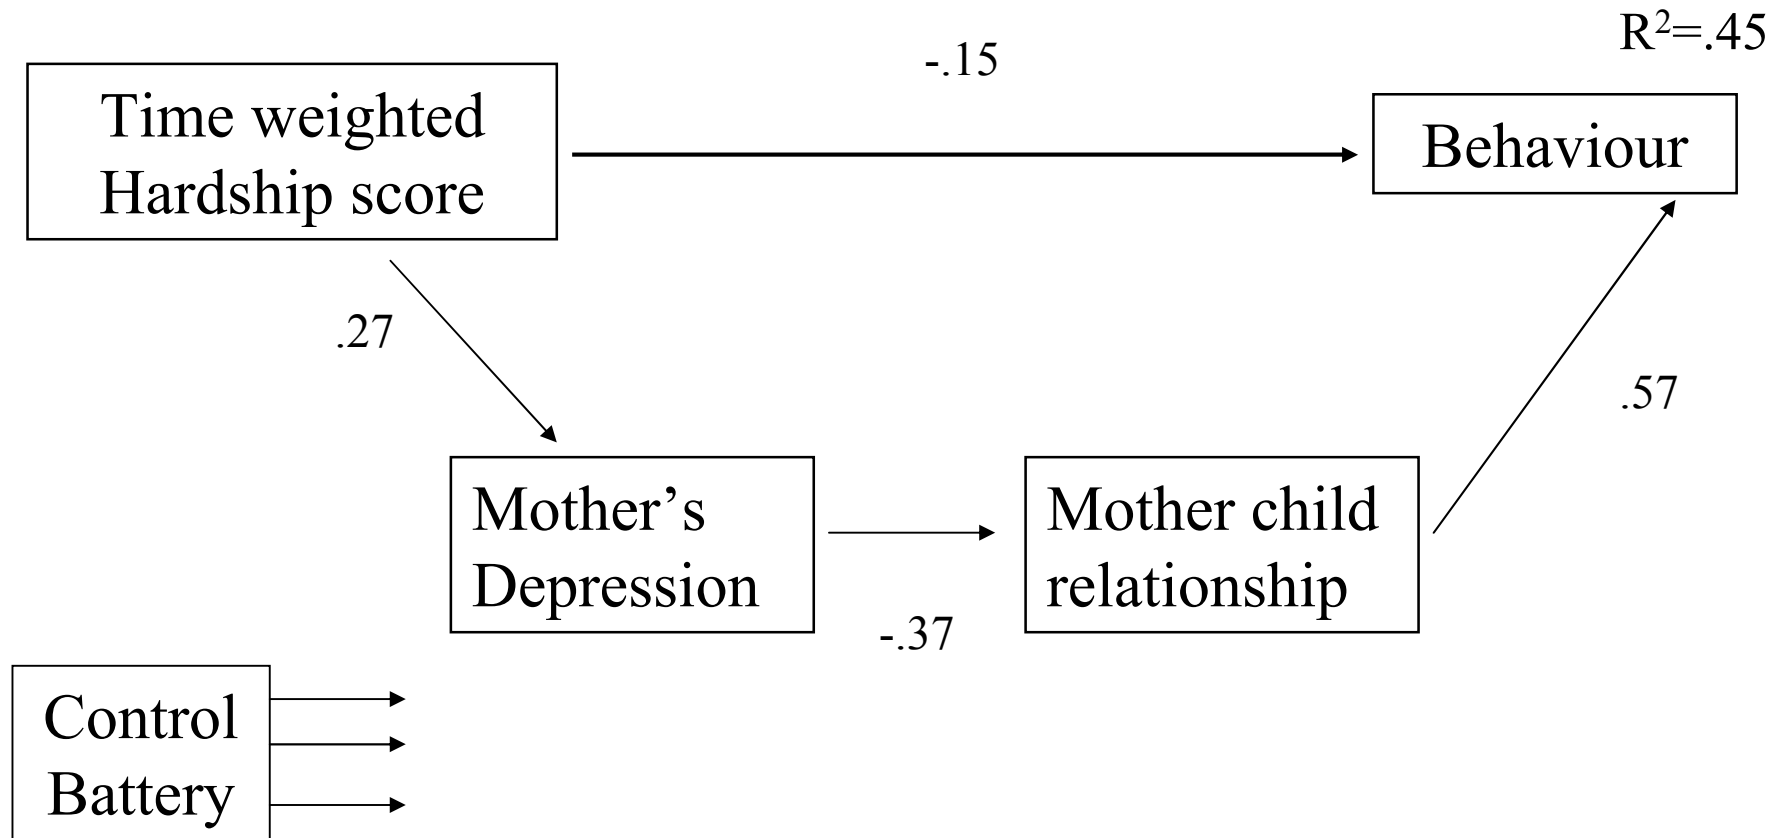 R²=.45
-.15
Time weighted
Hardship score
Behaviour
.27
.57
Mother’s
Depression
Mother child
relationship
-.37
Control
Battery